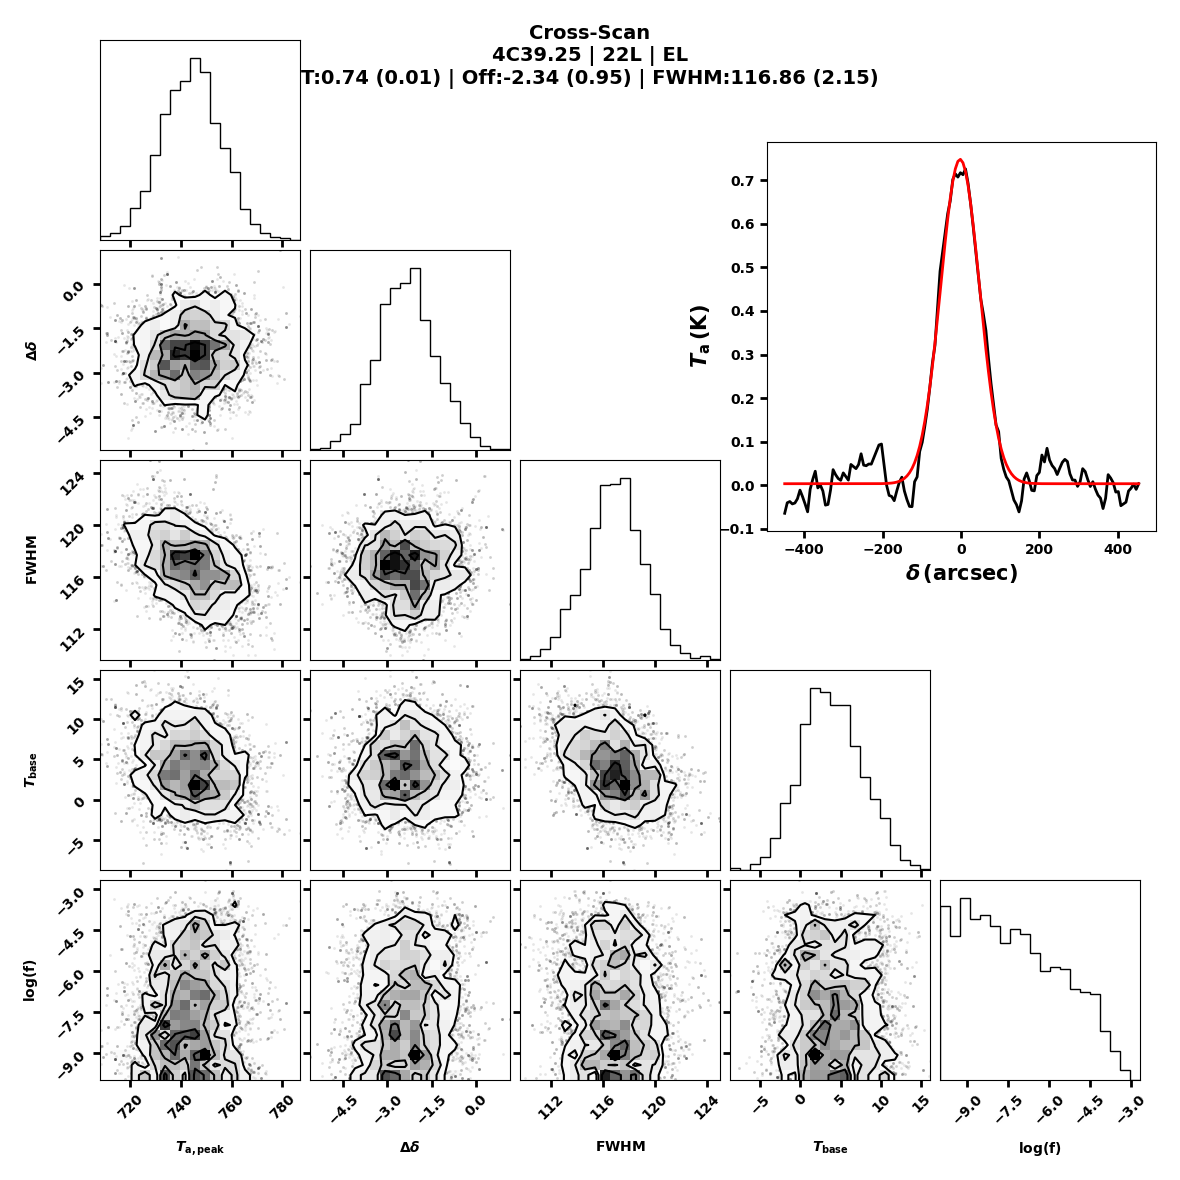 Cross-Scan
4C39.25 | 22L | EL
T:0.74 (0.01) | Off:-2.34 (0.95) | FWHM:116.86 (2.15)
0.7
0.6
0.5
0.4
0.3
0.2
0.1
0.0
−0.1
Ta (K)
−400 −200 0 200 400
δ (arcsec)
0.0
−1.5
−3.0
−4.5
Δδ
124
120
116
112
FWHM
15
10
5
0
−5
Tbase
−3.0
−4.5
−6.0
−7.5
−9.0
log(f)
720 740 760 780
−4.5 −3.0 −1.5 0.0
112 116 120 124
−5 0 5 10 15
−9.0 −7.5 −6.0 −4.5 −3.0
Ta,peak Δδ FWHM Tbase log(f)